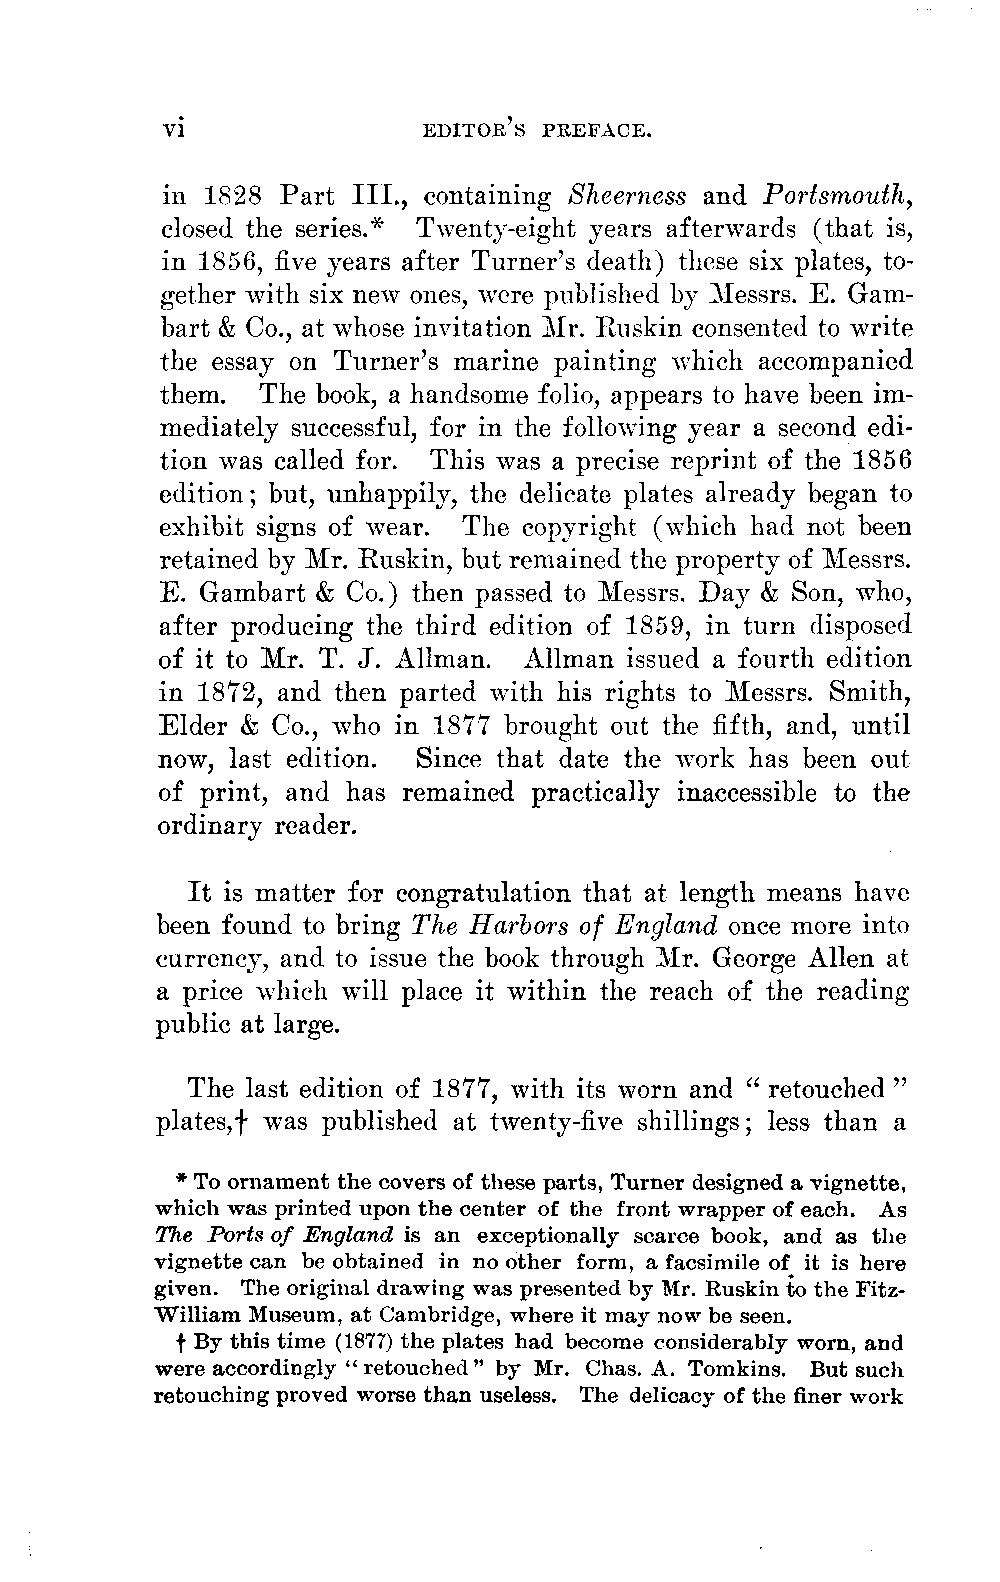 vi EDITOR'S PREFACE.
in 1828 Part III., containing Sheerness and Portsmouth,
closed the series.* Twenty-eight years afterwards (that is,
in 1856, five years after Turner's death) these six plates, to-
gether with six new ones, were published by Messrs. E. Gam-
bart & Co., at whose invitation Mr. Ruskin consented to write
the essay on Turner's marine painting which accompanied
them. The book, a handsome folio, appears to have been im-
mediately successful, for in the following year a second edi-
tion was called for. This was a precise reprint of the 1856
edition; but, unhappily, the delicate plates already began to
exhibit signs of wear. The copyright (which had not been
retained by Mr. Ruskin, but remained the property of Messrs.
E. Gambart & Co.) then passed to Messrs. Day & Son, who,
after producing the third edition of 1859, in turn disposed
of it to Mr. T. J. Allman. Allman issued a fourth edition
in 1872, and then parted with his rights to Messrs. Smith,
Elder & Co., who in 1877 brought out the fifth, and, until
now, last edition. Since that date the work has been out
of print, and has remained practically inaccessible to the
ordinary reader.
It is matter for congratulation that at length means have
been found to bring The Harbors of England once more into
currency, and to issue the book through Mr. George Allen at
a price which will place it within the reach of the reading
public at large.
The last edition of 1877, with its worn and "retouched"
plates,† was published at twenty-five shillings; less than a
* To ornament the covers of these parts, Turner designed a vignette,
which was printed upon the center of the front wrapper of each. As
The Ports of England is an exceptionally scarce book, and as the
vignette can be obtained in no other form, a facsimile of it is here
given. The original drawing was presented by Mr. Ruskin to the Fitz-
William Museum, at Cambridge, where it may now be seen.
† By this time (1877) the plates had become considerably worn, and
were accordingly "retouched" by Mr. Chas. A. Tomkins. But such
retouching proved worse than useless. The delicacy of the finer work